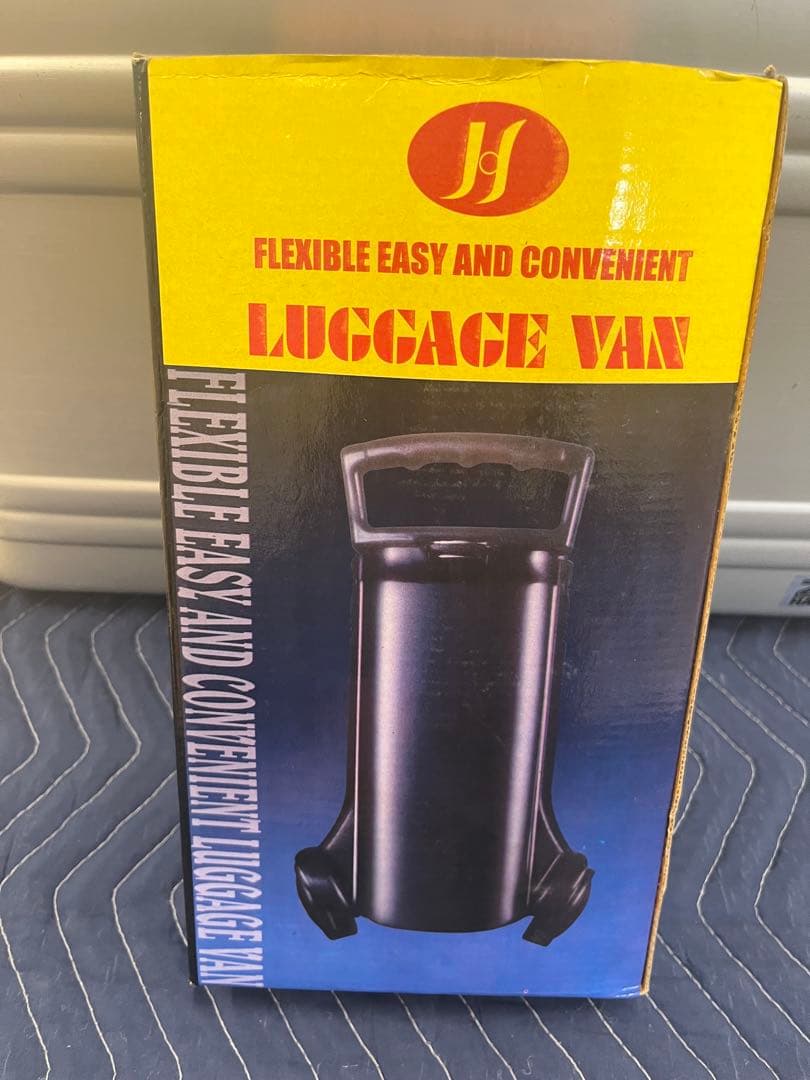 FLEXIBLE EASY AND CONVENIENT
LUGGAGE VAN
FLEXIBLE EASY AND CONVENIENT LUGGAGE VAN